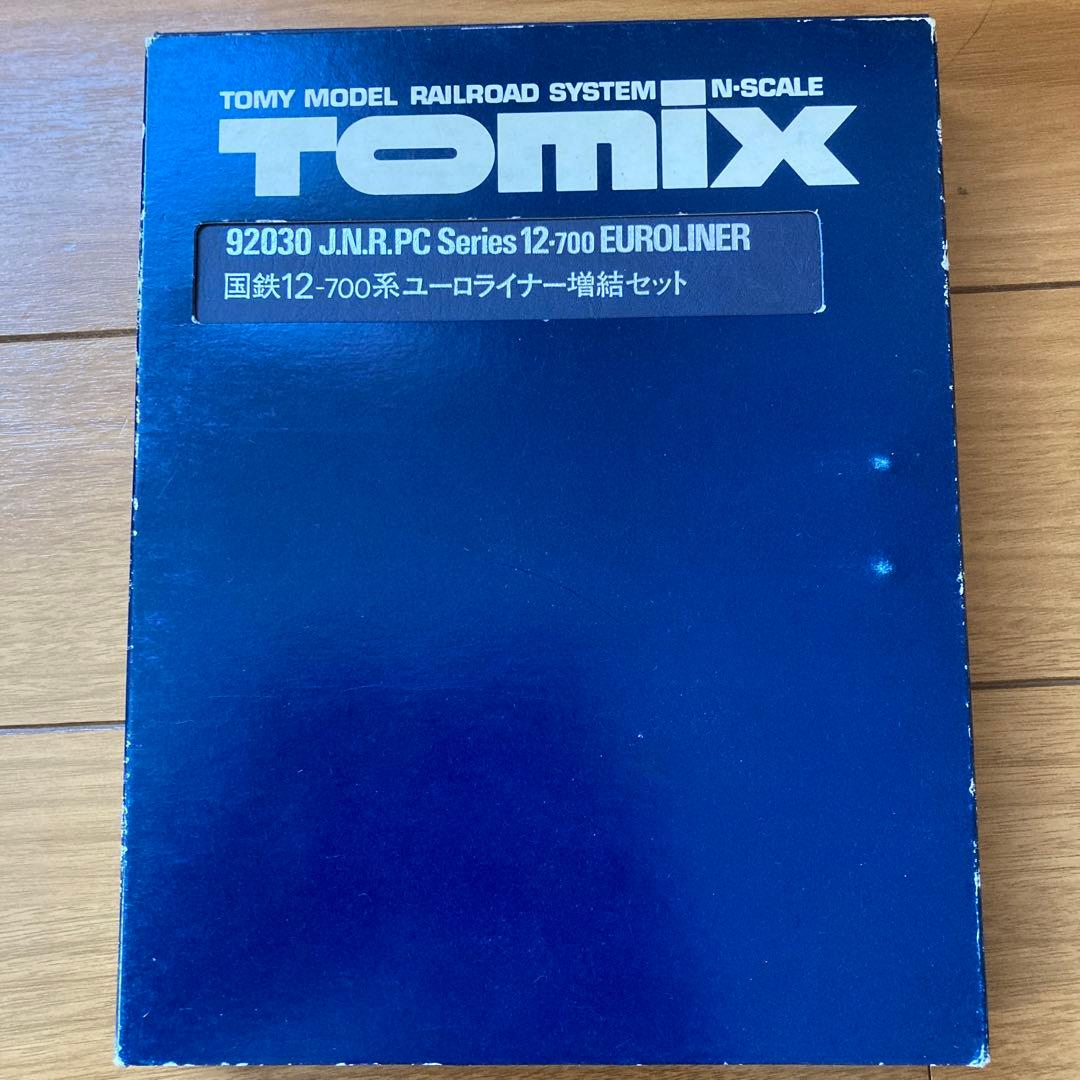 TOMY MODEL RAILROAD SYSTEM N·SCALE
TOMIX
92030 J.N.R.PC Series 12·700 EUROLINER
国鉄12-700系ユーロライナー増結セット